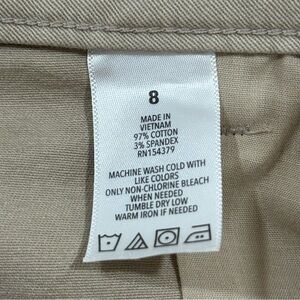 8
MADE IN
VIETNAM
97% COTTON
3% SPANDEX
RN154379
MACHINE WASH COLD WITH
LIKE COLORS
ONLY NON-CHLORINE BLEACH
WHEN NEEDED
TUMBLE DRY LOW
WARM IRON IF NEEDED